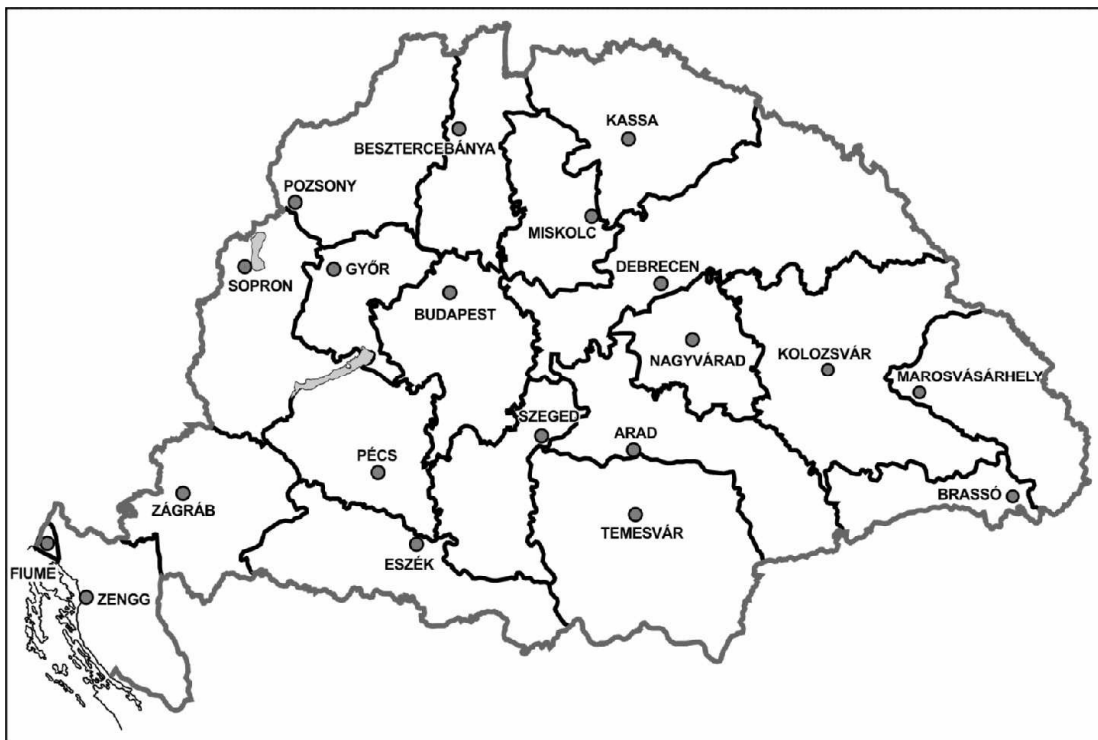 KASSA
BESZTERCEBÁNYA
POZSONY
MISKOLC
DEBRECEN
GYŐR
SOPRON
BUDAPEST
NAGYVÁRAD
KOLOZSVÁR
MAROSVÁSÁRHELY
SZEGED
ARAD
PÉCS
ZÁGRÁB
BRASSÓ
TEMESVÁR
ESZÉK
FIUME
ZENGG